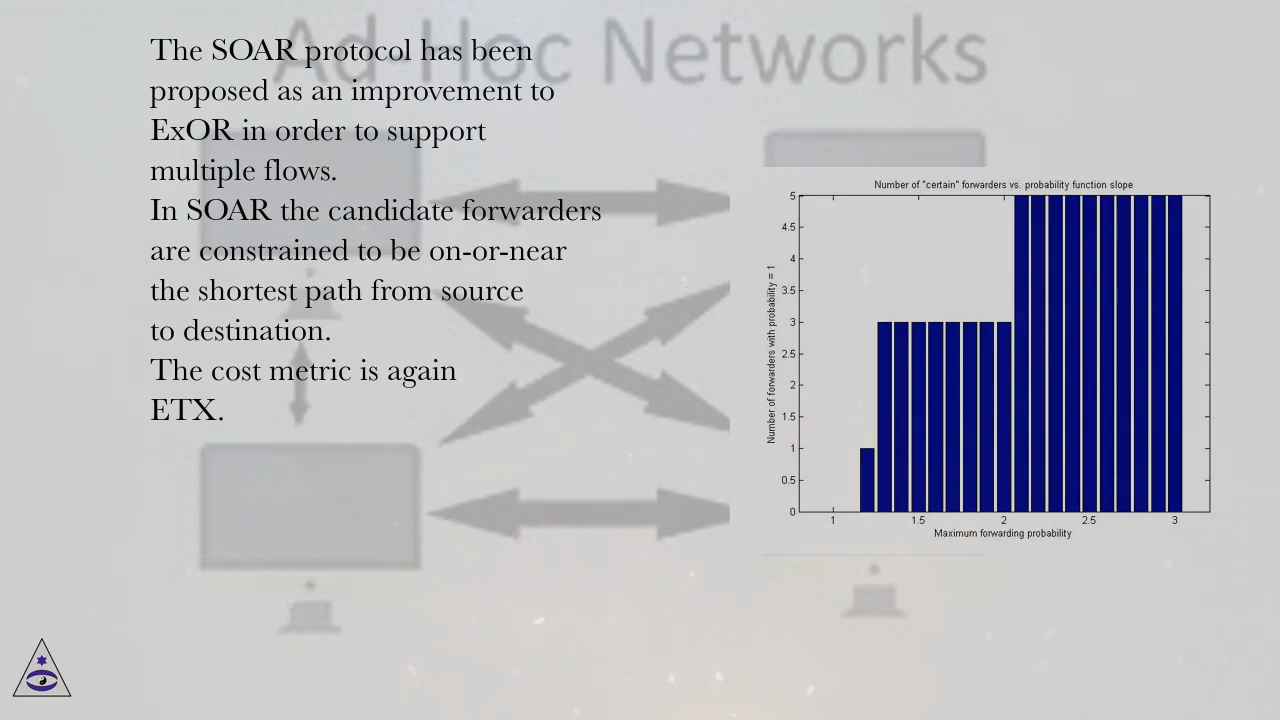 Ad-Hoc Networks
The SOAR protocol has been
proposed as an improvement to
ExOR in order to support
multiple flows.
In SOAR the candidate forwarders
are constrained to be on-or-near
the shortest path from source
to destination.
The cost metric is again
ETX.
Number of "certain" forwarders vs. probability function slope
Number of forwarders with probability = 1
5
4.5
4
3.5
3
2.5
2
1.5
1
0.5
0
1 1.5 2 2.5 3
Maximum forwarding probability